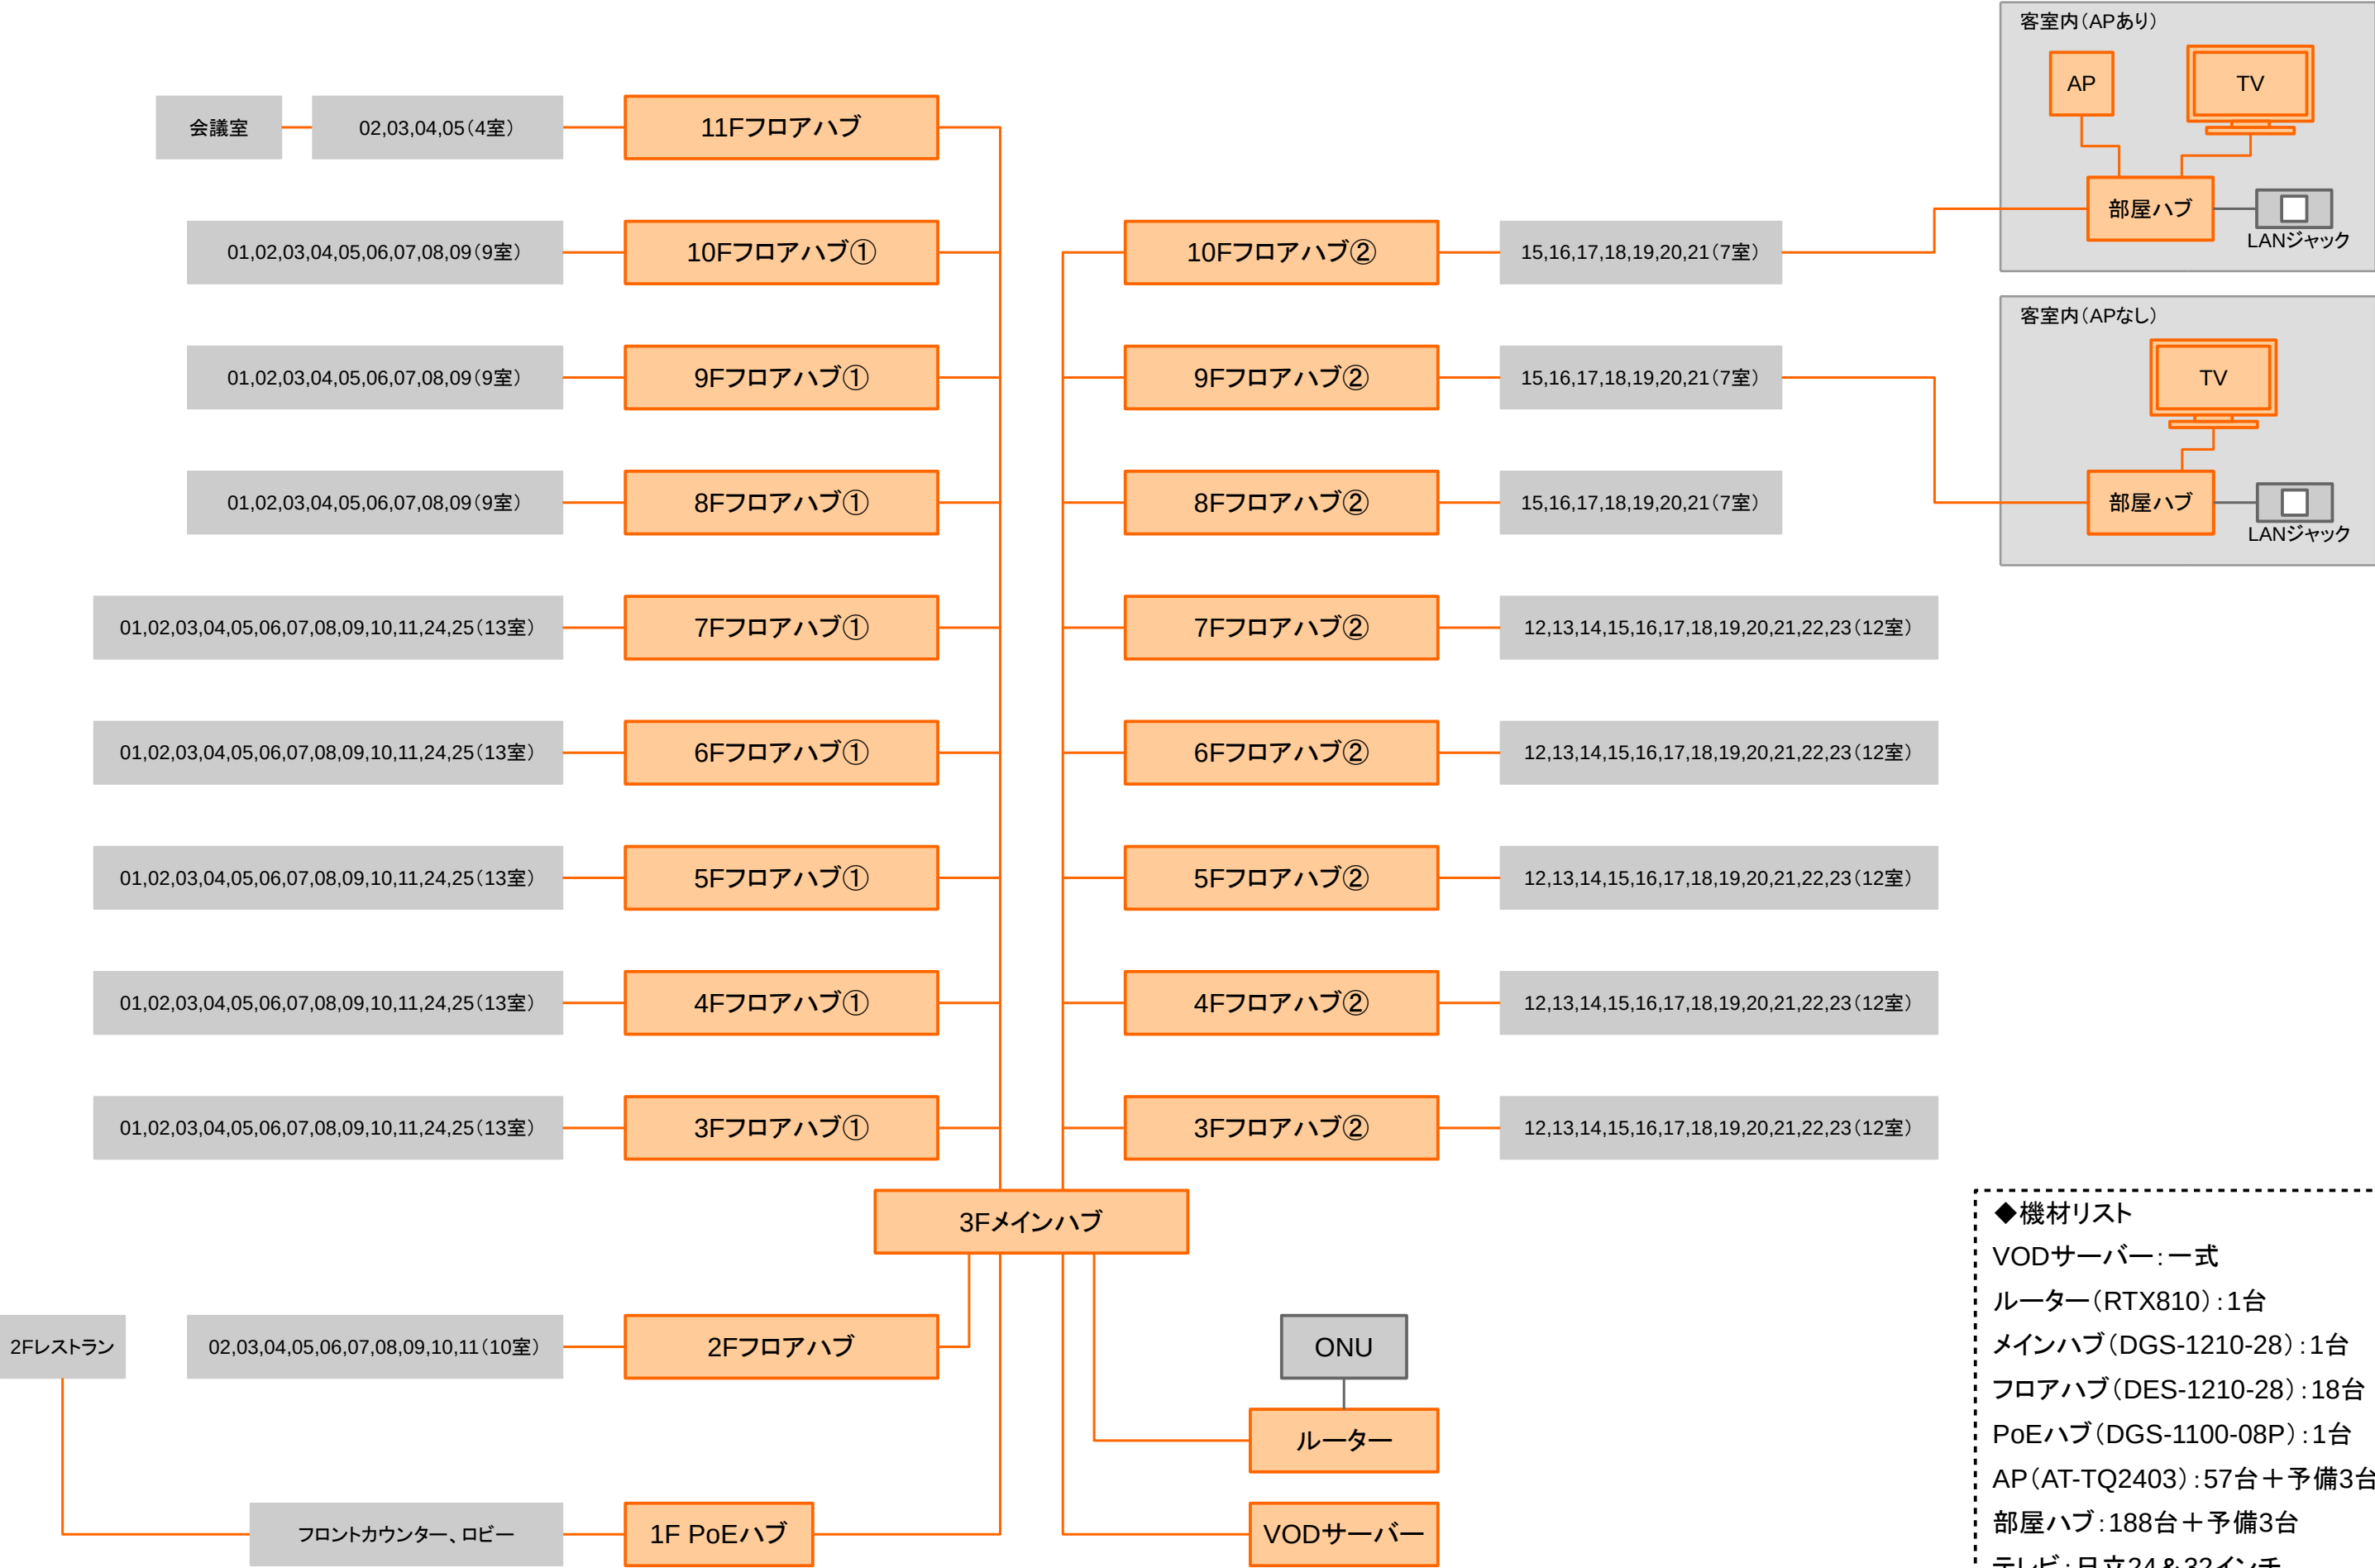 客室内（APあり）
AP
TV
部屋ハブ
LANジャック
会議室
02,03,04,05（4室）
11Fフロアハブ
01,02,03,04,05,06,07,08,09（9室）
10Fフロアハブ①
10Fフロアハブ②
15,16,17,18,19,20,21（7室）
客室内（APなし）
TV
部屋ハブ
LANジャック
01,02,03,04,05,06,07,08,09（9室）
9Fフロアハブ①
9Fフロアハブ②
15,16,17,18,19,20,21（7室）
01,02,03,04,05,06,07,08,09（9室）
8Fフロアハブ①
8Fフロアハブ②
15,16,17,18,19,20,21（7室）
01,02,03,04,05,06,07,08,09,10,11,24,25（13室）
7Fフロアハブ①
7Fフロアハブ②
12,13,14,15,16,17,18,19,20,21,22,23（12室）
01,02,03,04,05,06,07,08,09,10,11,24,25（13室）
6Fフロアハブ①
6Fフロアハブ②
12,13,14,15,16,17,18,19,20,21,22,23（12室）
01,02,03,04,05,06,07,08,09,10,11,24,25（13室）
5Fフロアハブ①
5Fフロアハブ②
12,13,14,15,16,17,18,19,20,21,22,23（12室）
01,02,03,04,05,06,07,08,09,10,11,24,25（13室）
4Fフロアハブ①
4Fフロアハブ②
12,13,14,15,16,17,18,19,20,21,22,23（12室）
01,02,03,04,05,06,07,08,09,10,11,24,25（13室）
3Fフロアハブ①
3Fフロアハブ②
12,13,14,15,16,17,18,19,20,21,22,23（12室）
3Fメインハブ
2Fレストラン
02,03,04,05,06,07,08,09,10,11（10室）
2Fフロアハブ
ONU
ルーター
フロントカウンター、ロビー
1F PoEハブ
VODサーバー
◆機材リスト
VODサーバー：一式
ルーター（RTX810）：1台
メインハブ（DGS-1210-28）：1台
フロアハブ（DES-1210-28）：18台
PoEハブ（DGS-1100-08P）：1台
AP（AT-TQ2403）：57台＋予備3台
部屋ハブ：188台＋予備3台
テレビ：日立24＆32インチ